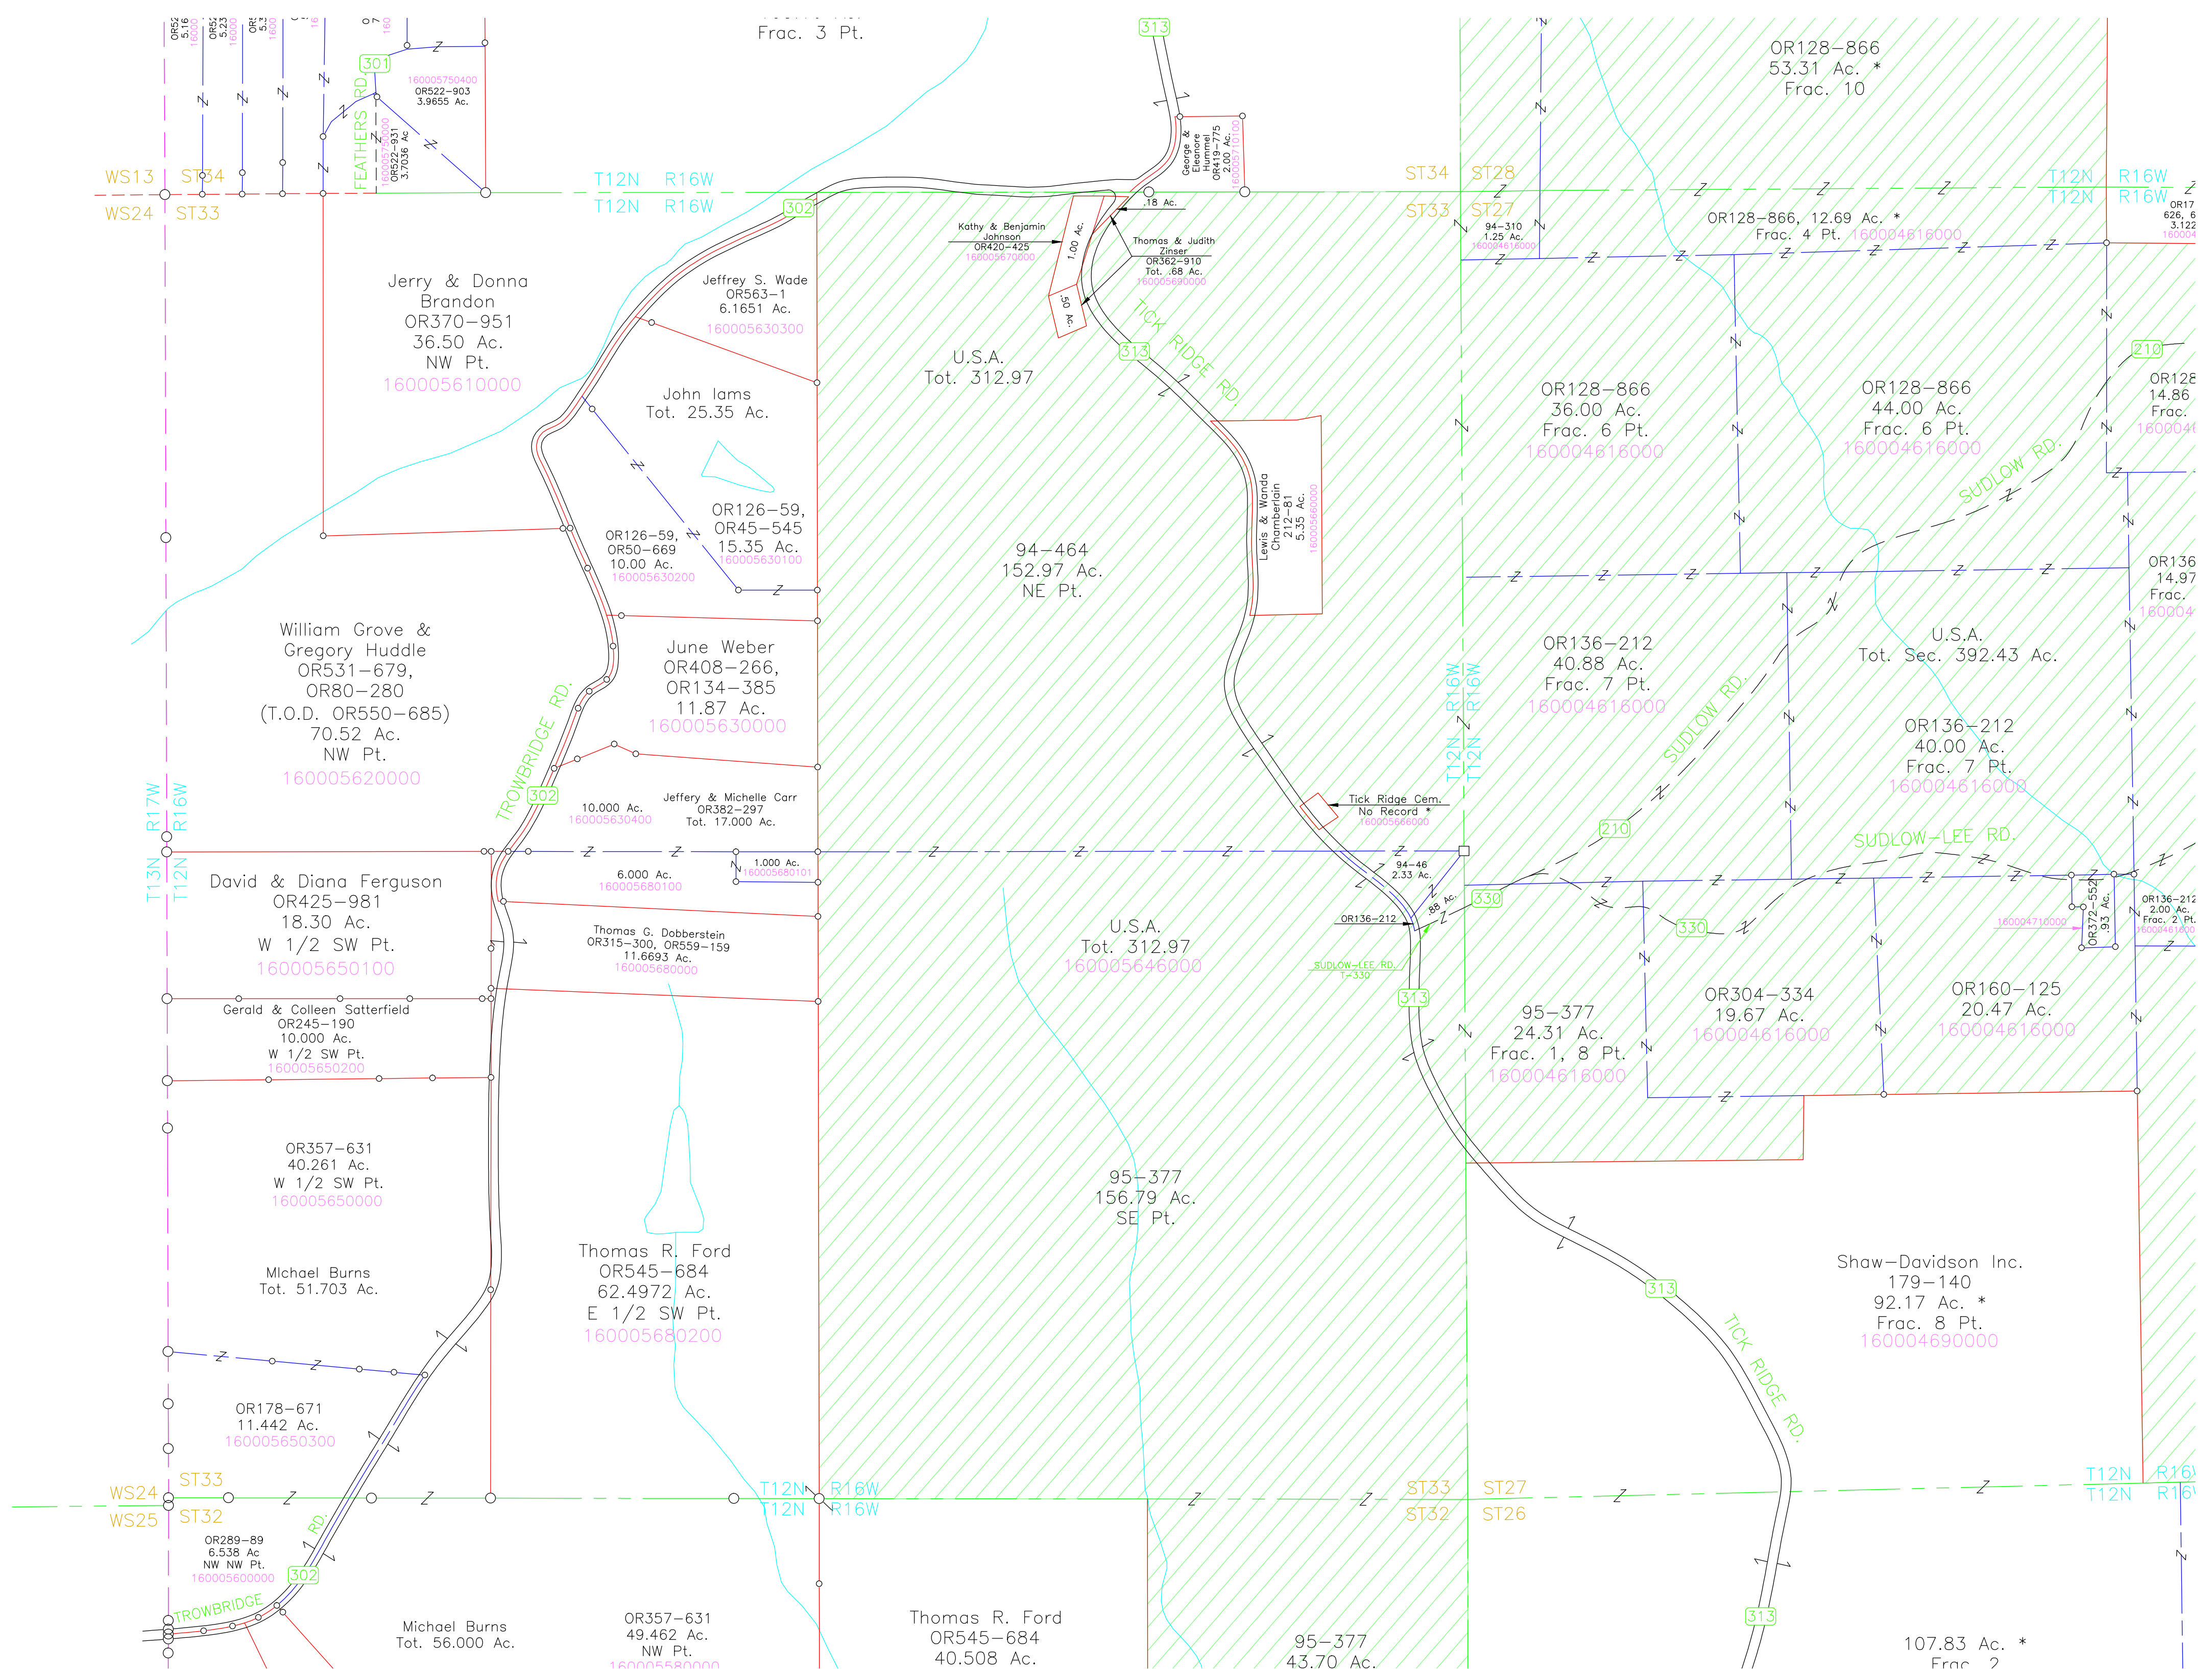 Frac. 3 Pt.
313
301
FEATHERS RD.
160005750400
OR522-903
3.9655 Ac.
160005750000
OR522-931
3.7036 Ac
George &
Eleanore
Hummel
OR419-775
2.00 Ac.
160005710100
OR128-866
53.31 Ac. *
Frac. 10
WS13 ST34
WS24 ST33
T12N R16W
T12N R16W
302
ST34 ST28
ST33 ST27
T12N R16W
T12N R16W
.18 Ac.
Kathy & Benjamin
Johnson
OR420-425
160005670000
1.00 Ac.
Thomas & Judith
Zinser
OR362-910
Tot. .68 Ac.
160005690000
.50 Ac.
94-310
1.25 Ac.
160004616000
OR128-866, 12.69 Ac. *
Frac. 4 Pt. 160004616000
Jerry & Donna
Brandon
OR370-951
36.50 Ac.
NW Pt.
160005610000
Jeffrey S. Wade
OR563-1
6.1651 Ac.
160005630300
U.S.A.
Tot. 312.97
TICK RIDGE RD.
313
John Iams
Tot. 25.35 Ac.
OR128-866
36.00 Ac.
Frac. 6 Pt.
160004616000
OR128-866
44.00 Ac.
Frac. 6 Pt.
160004616000
210
SUDLOW RD.
OR126-59,
OR50-669
10.00 Ac.
160005630200
OR126-59,
OR45-545
15.35 Ac.
160005630100
94-464
152.97 Ac.
NE Pt.
Lewis & Wanda
Chamberlain
212-81
5.35 Ac.
160005660000
William Grove &
Gregory Huddle
OR531-679,
OR80-280
(T.O.D. OR550-685)
70.52 Ac.
NW Pt.
160005620000
June Weber
OR408-266,
OR134-385
11.87 Ac.
160005630000
TROWBRIDGE RD.
302
T12N R16W
T12N R16W
OR136-212
40.88 Ac.
Frac. 7 Pt.
160004616000
U.S.A.
Tot. Sec. 392.43 Ac.
SUDLOW RD.
OR136-212
40.00 Ac.
Frac. 7 Pt.
160004616000
10.000 Ac.
160005630400
Jeffery & Michelle Carr
OR382-297
Tot. 17.000 Ac.
Tick Ridge Cem.
No Record *
160005666000
210
SUDLOW-LEE RD.
T13N R17W
T12N R16W
David & Diana Ferguson
OR425-981
18.30 Ac.
W 1/2 SW Pt.
160005650100
6.000 Ac.
160005680100
1.000 Ac.
160005680101
94-46
2.33 Ac.
.88 Ac.
OR136-212
330
330
SUDLOW-LEE RD.
T-330
160004710000
OR372-552
.93 Ac.
OR136-212
2.00 Ac.
Frac. 2 Pt.
Thomas G. Dobberstein
OR315-300, OR559-159
11.6693 Ac.
160005680000
U.S.A.
Tot. 312.97
160005646000
313
Gerald & Colleen Satterfield
OR245-190
10.000 Ac.
W 1/2 SW Pt.
160005650200
95-377
24.31 Ac.
Frac. 1, 8 Pt.
160004616000
OR304-334
19.67 Ac.
160004616000
OR160-125
20.47 Ac.
160004616000
OR357-631
40.261 Ac.
W 1/2 SW Pt.
160005650000
95-377
156.79 Ac.
SE Pt.
MIchael Burns
Tot. 51.703 Ac.
Thomas R. Ford
OR545-684
62.4972 Ac.
E 1/2 SW Pt.
160005680200
313
Shaw-Davidson Inc.
179-140
92.17 Ac. *
Frac. 8 Pt.
160004690000
TICK RIDGE RD.
OR178-671
11.442 Ac.
160005650300
WS24 ST33
WS25 ST32
T12N R16W
T12N R16W
ST33 ST27
ST32 ST26
T12N R16W
T12N R16W
OR289-89
6.538 Ac
NW NW Pt.
160005600000
TROWBRIDGE RD.
302
313
Michael Burns
Tot. 56.000 Ac.
OR357-631
49.462 Ac.
NW Pt.
160005580000
Thomas R. Ford
OR545-684
40.508 Ac.
95-377
43.70 Ac.
107.83 Ac. *
Frac. 2